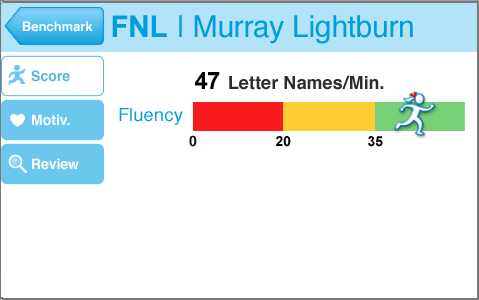 Benchmark
FNL | Murray Lightburn
Score
Motiv.
Review
47 Letter Names/Min.
Fluency
0 20 35